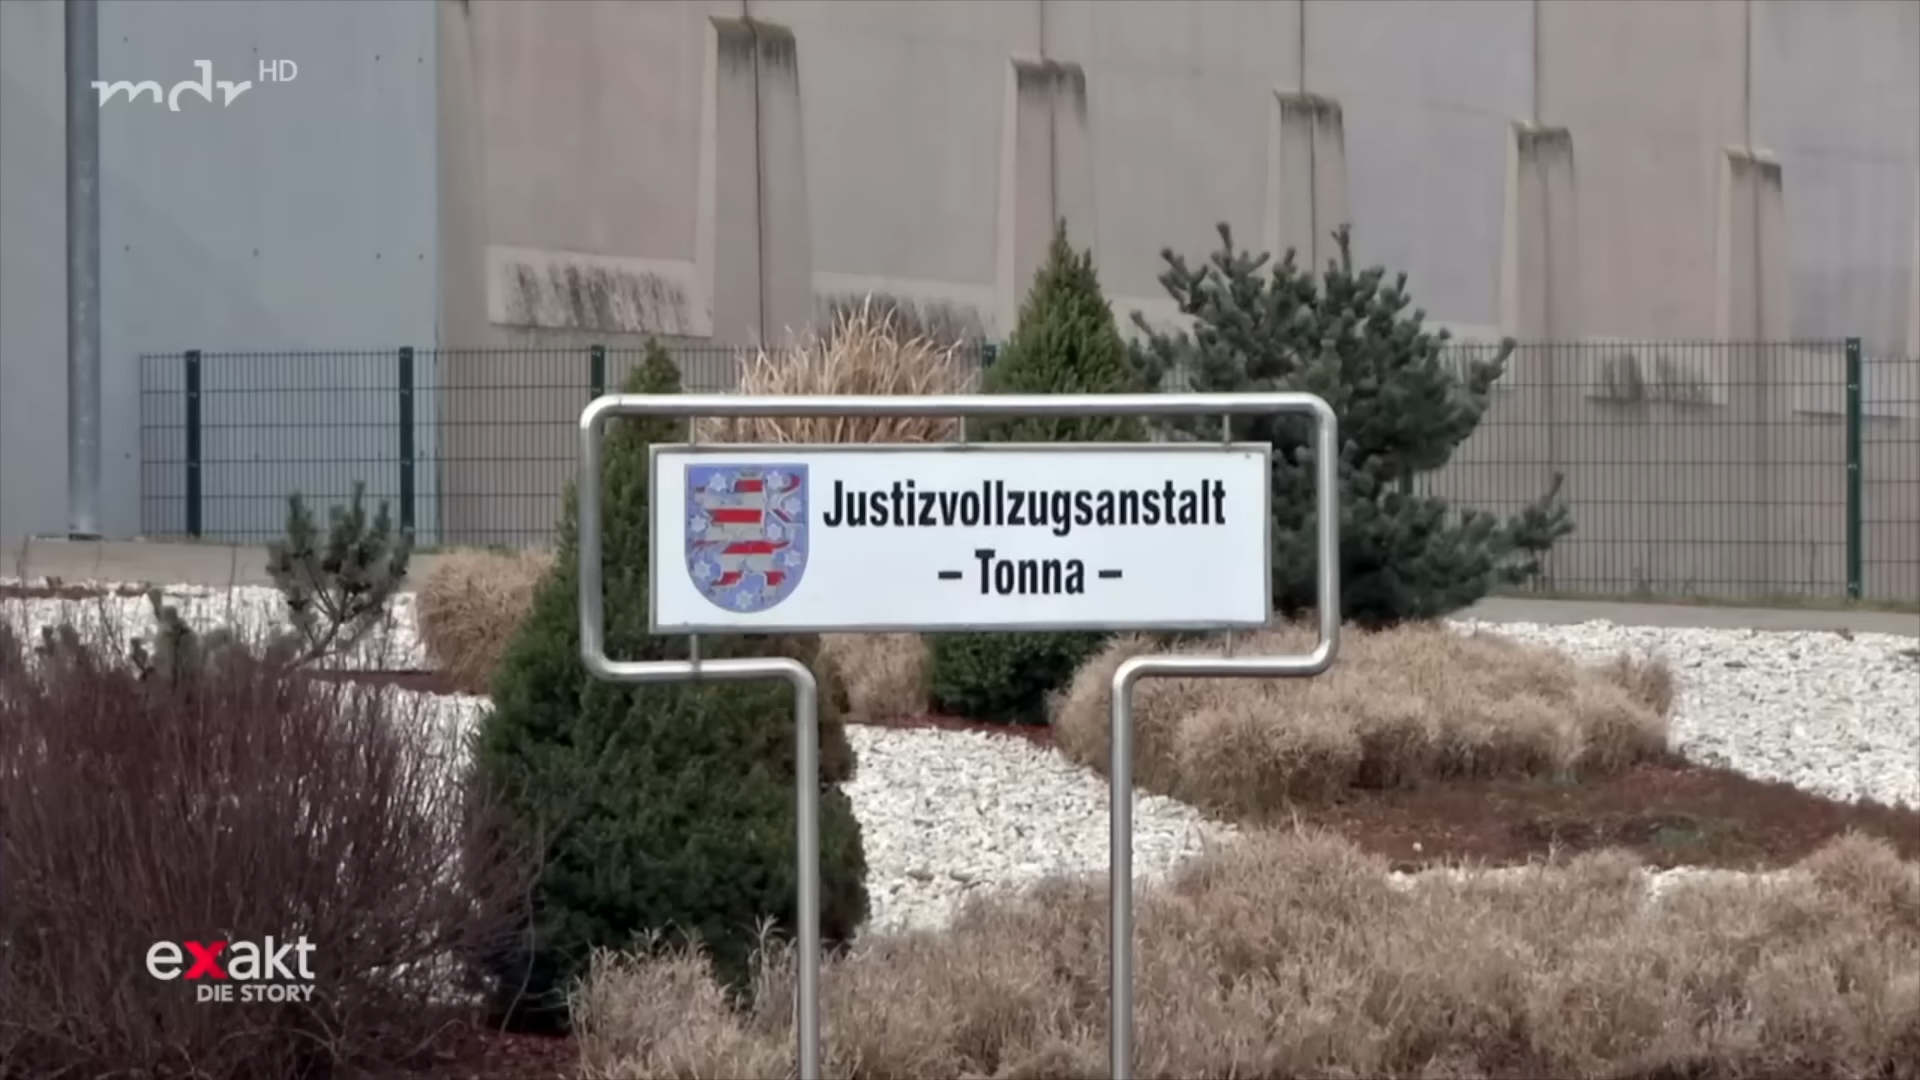 mdr HD
Justizvollzugsanstalt
– Tonna –
exakt
DIE STORY